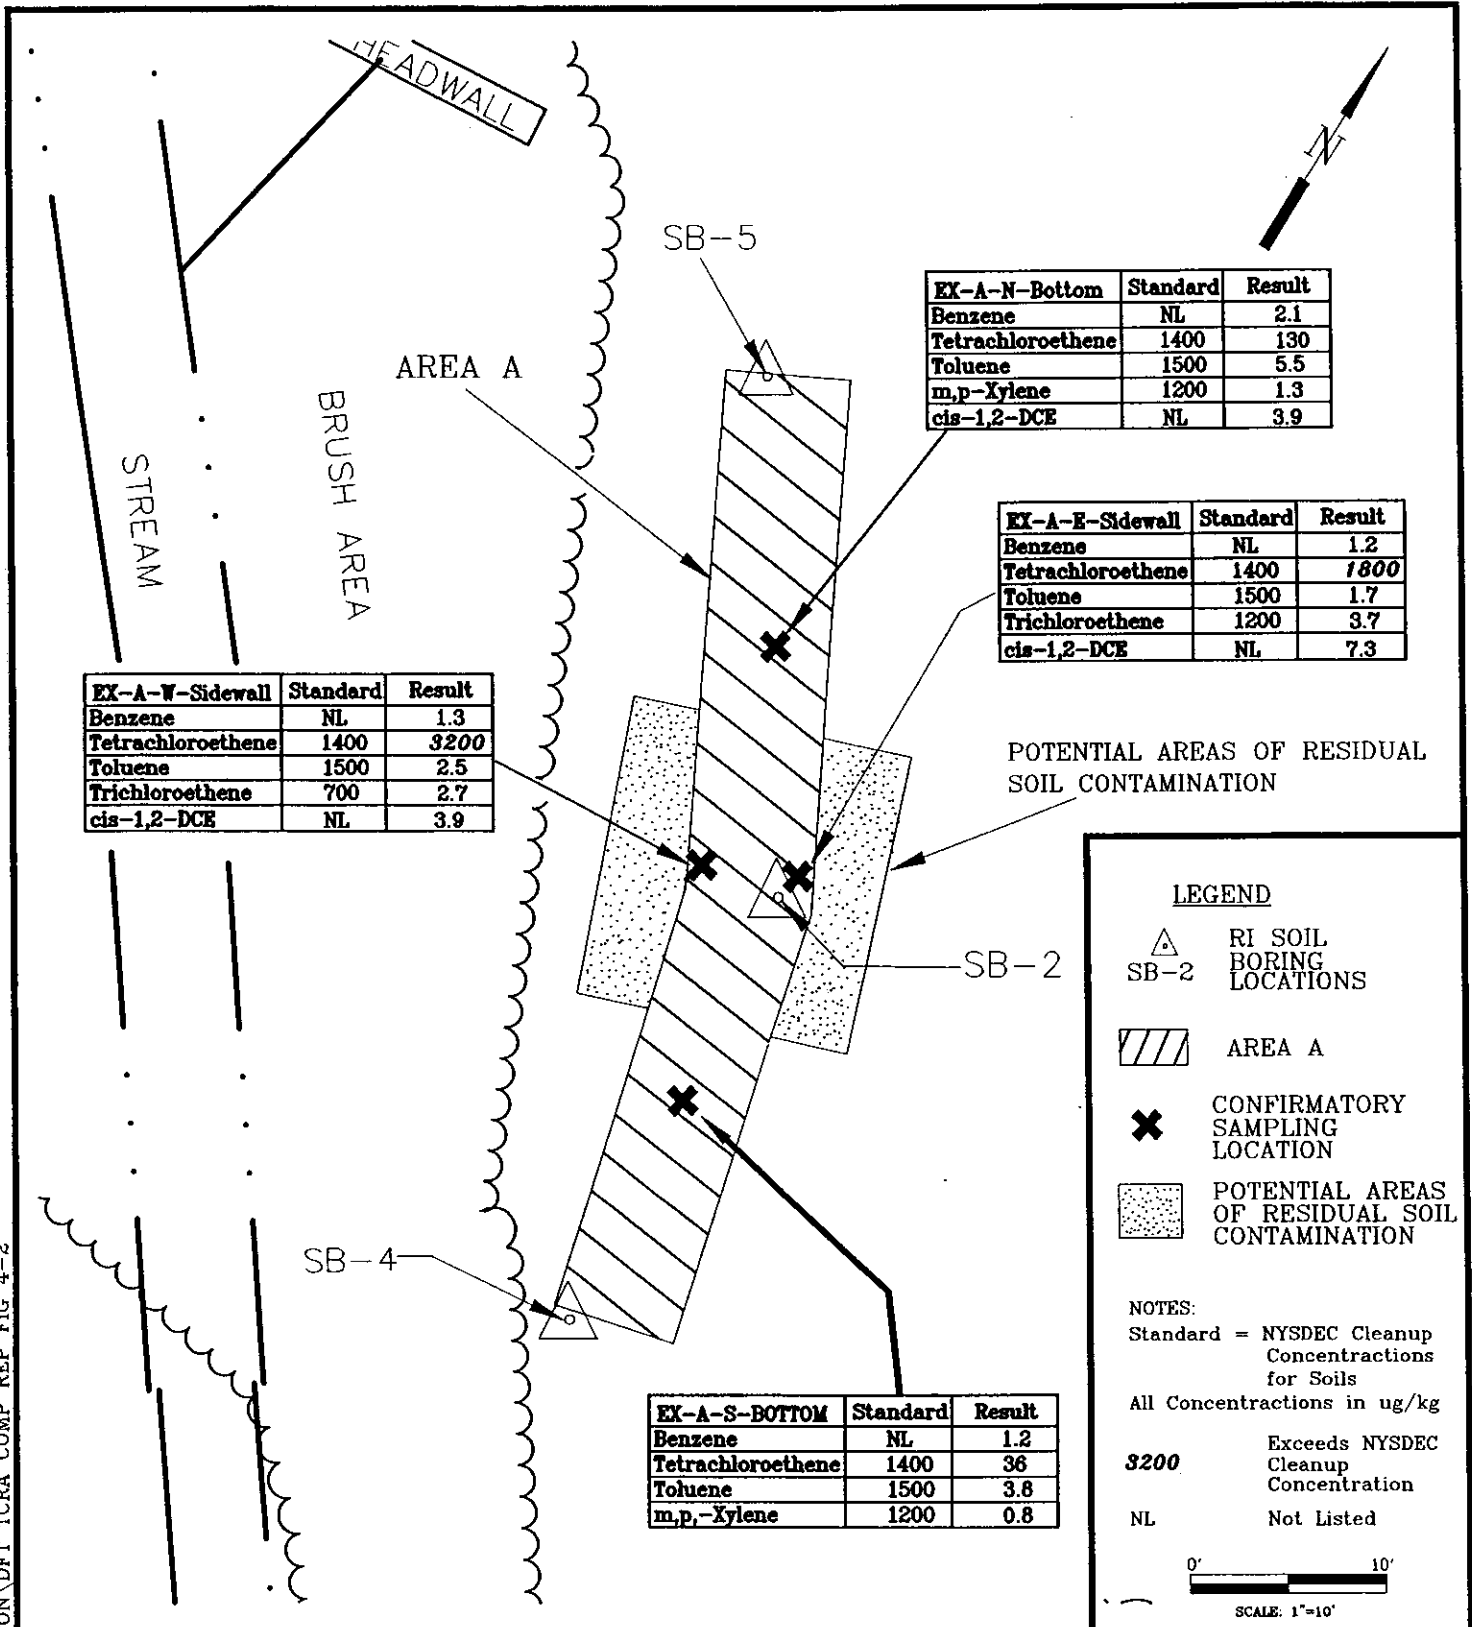 HEADWALL
N
SB-5
AREA A
BRUSH AREA
STREAM
EX-A-N-Bottom Standard Result
Benzene NL 2.1
Tetrachloroethene 1400 130
Toluene 1500 5.5
m,p-Xylene 1200 1.3
cis-1,2-DCE NL 3.9
EX-A-E-Sidewall Standard Result
Benzene NL 1.2
Tetrachloroethene 1400 1800
Toluene 1500 1.7
Trichloroethene 1200 3.7
cis-1,2-DCE NL 7.3
EX-A-W-Sidewall Standard Result
Benzene NL 1.3
Tetrachloroethene 1400 3200
Toluene 1500 2.5
Trichloroethene 700 2.7
cis-1,2-DCE NL 3.9
POTENTIAL AREAS OF RESIDUAL
SOIL CONTAMINATION
SB-2
SB-4
EX-A-S-BOTTOM Standard Result
Benzene NL 1.2
Tetrachloroethene 1400 36
Toluene 1500 3.8
m,p,-Xylene 1200 0.8
LEGEND
SB-2
RI SOIL
BORING
LOCATIONS
AREA A
CONFIRMATORY
SAMPLING
LOCATION
POTENTIAL AREAS
OF RESIDUAL SOIL
CONTAMINATION
NOTES:
Standard = NYSDEC Cleanup
Concentractions
for Soils
All Concentractions in ug/kg
3200 Exceeds NYSDEC
Cleanup
Concentration
NL Not Listed
0' 10'
SCALE: 1"=10'
COMP REP FIG 4-2